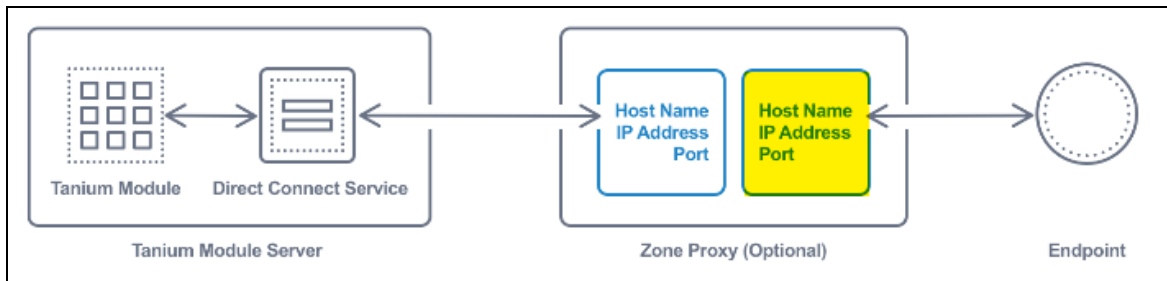 Host Name
IP Address
Port
Host Name
IP Address
Port
Tanium Module
Direct Connect Service
Tanium Module Server
Zone Proxy (Optional)
Endpoint